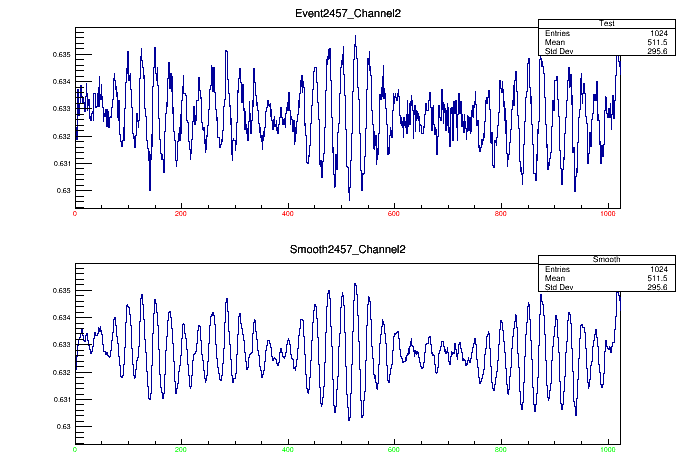 Event2457_Channel2
Test
Entries 1024
Mean 511.5
Std Dev 295.6
0.635
0.634
0.633
0.632
0.631
0.63
0 200 400 600 800 1000
Smooth2457_Channel2
Smooth
Entries 1024
Mean 511.5
Std Dev 295.6
0.635
0.634
0.633
0.632
0.631
0.63
0 200 400 600 800 1000